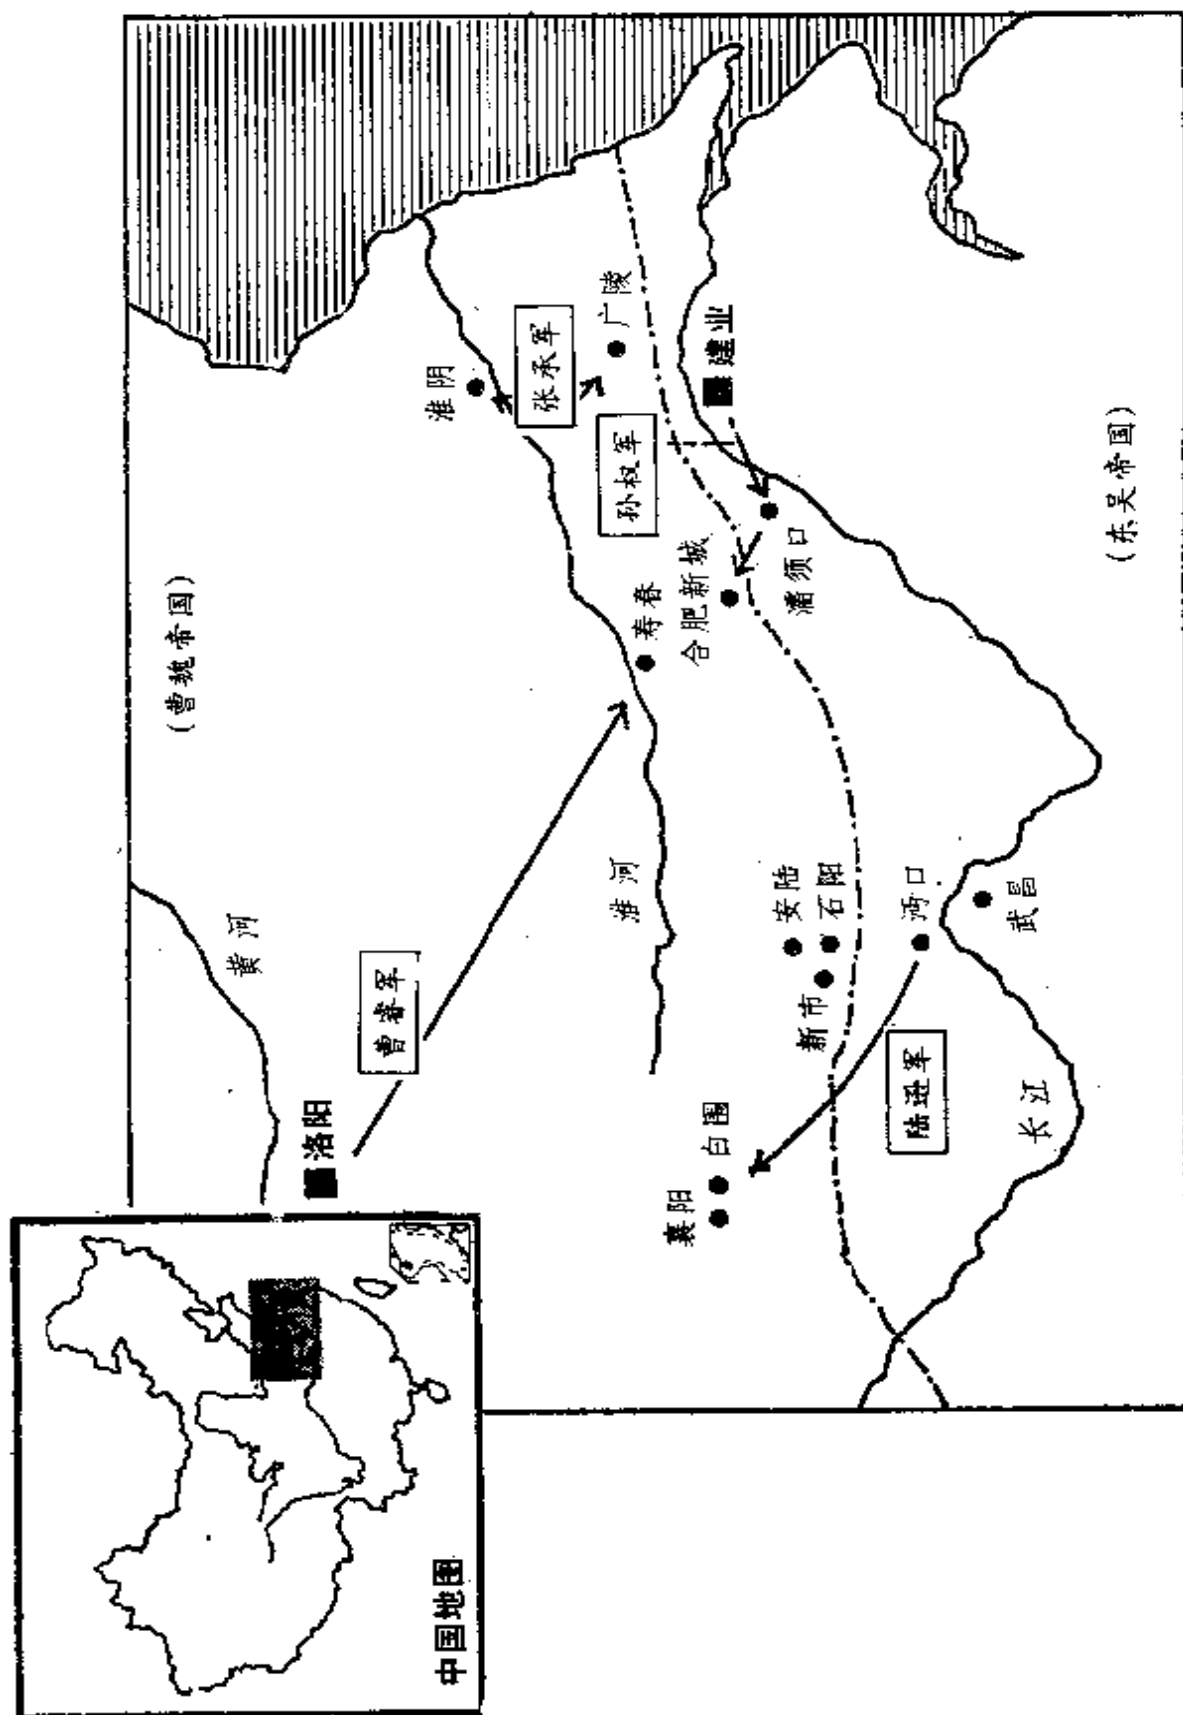 (曹魏帝国)
黄河
曹睿军
洛阳
淮阴
张承军
广陵
孙权军
建业
寿春
合肥新城
濡须口
淮河
安陆
石阳
新市
沔口
武昌
(东吴帝国)
襄阳
白围
陆逊军
长江
中国地图